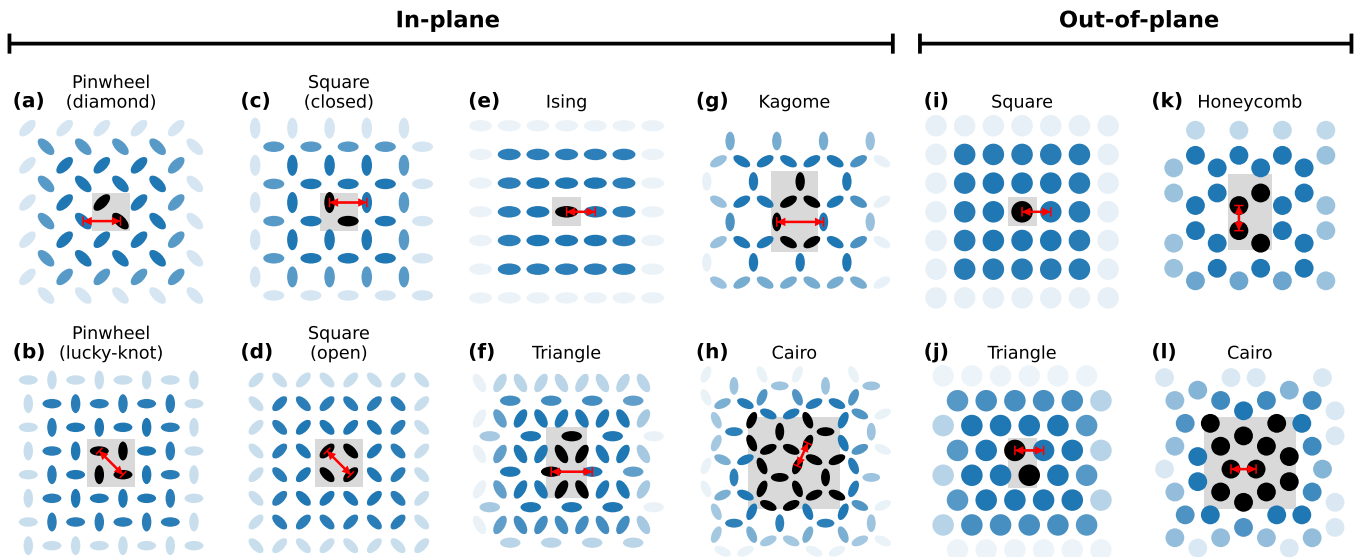 In-plane
Out-of-plane
(a) Pinwheel
(diamond)
(c) Square
(closed)
(e) Ising
(g) Kagome
(i) Square
(k) Honeycomb
(b) Pinwheel
(lucky-knot)
(d) Square
(open)
(f) Triangle
(h) Cairo
(j) Triangle
(l) Cairo